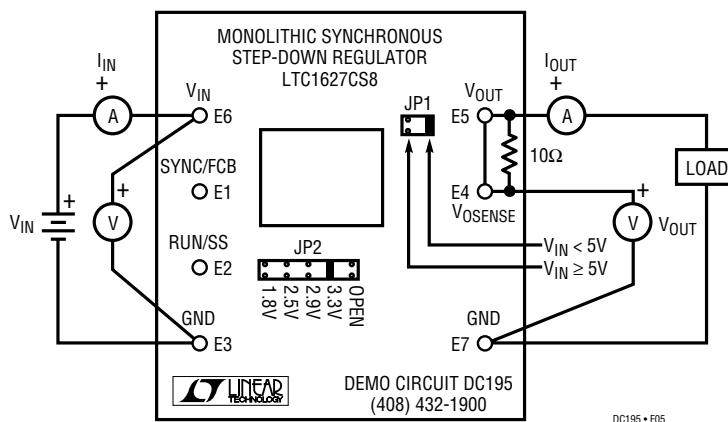 MONOLITHIC SYNCHRONOUS
STEP-DOWN REGULATOR
LTC1627CS8
IIN
+
A
VIN
E6
JP1
VOUT
E5
IOUT
+
A
10Ω
LOAD
SYNC/FCB
E1
E4
VOSENSE
+
VIN
+
V
+
V
VOUT
RUN/SS
E2
JP2
VIN < 5V
VIN ≥ 5V
1.8V
2.5V
2.9V
3.3V
OPEN
GND
E3
GND
E7
LINEAR
TECHNOLOGY
DEMO CIRCUIT DC195
(408) 432-1900
DC195 • F05